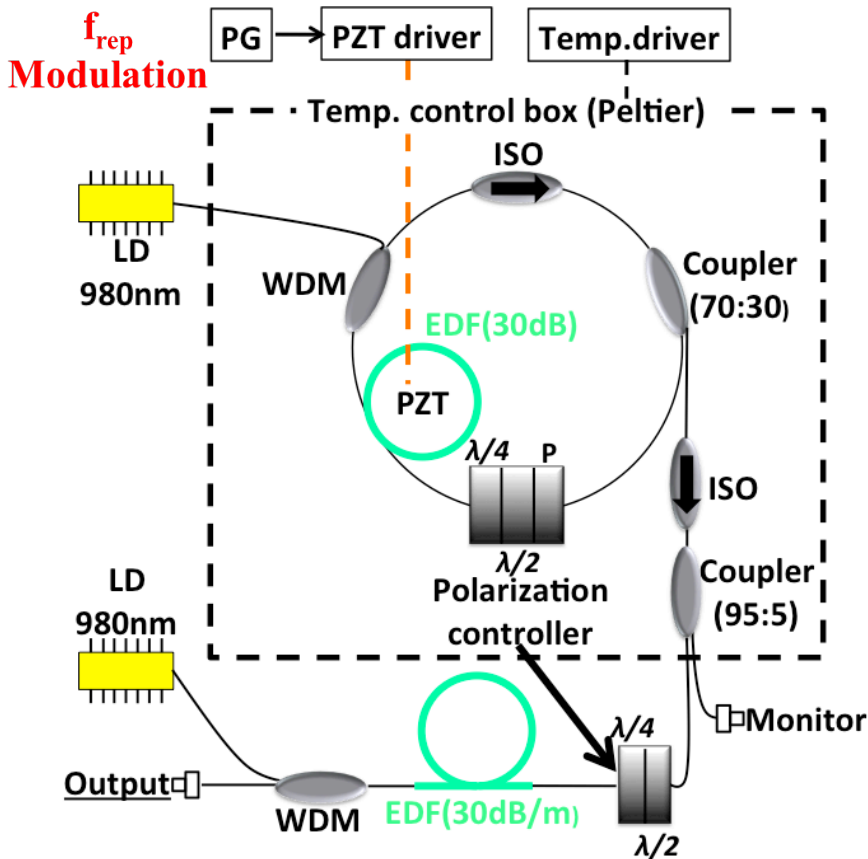 f_rep
Modulation
PG
PZT driver
Temp.driver
Temp. control box (Peltier)
ISO
LD
980nm
WDM
Coupler
(70:30)
EDF(30dB)
PZT
λ/4
P
ISO
λ/2
Coupler
(95:5)
Polarization
controller
LD
980nm
λ/4
Monitor
Output
WDM
EDF(30dB/m)
λ/2